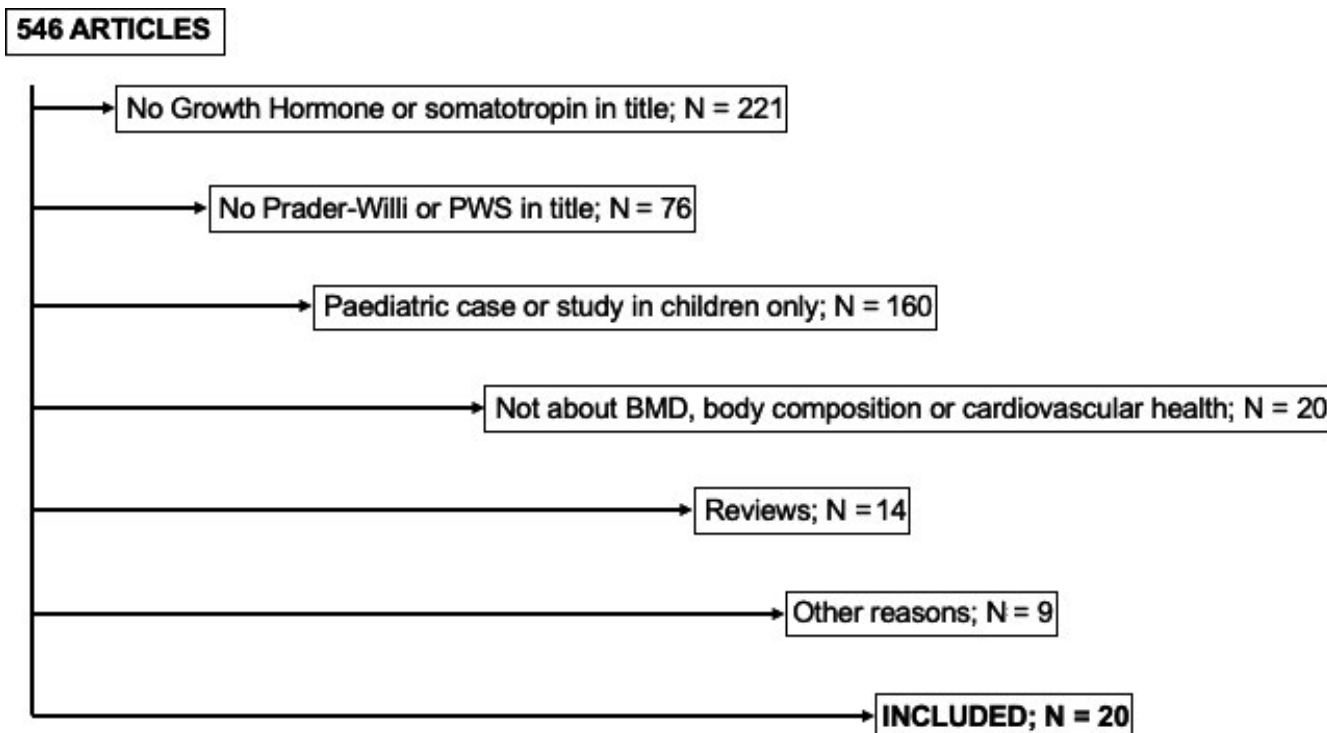 546 ARTICLES
No Growth Hormone or somatotropin in title; N = 221
No Prader-Willi or PWS in title; N = 76
Paediatric case or study in children only; N = 160
Not about BMD, body composition or cardiovascular health; N = 20
Reviews; N = 14
Other reasons; N = 9
INCLUDED; N = 20